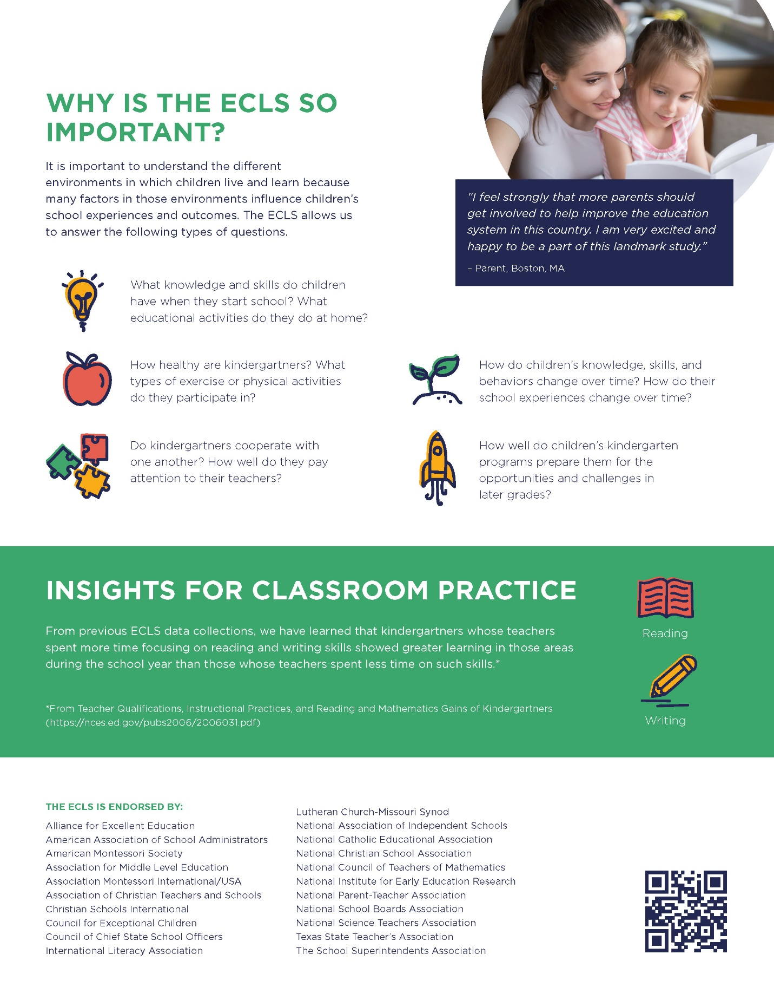 WHY IS THE ECLS SO
IMPORTANT?
It is important to understand the different
environments in which children live and learn because
many factors in those environments influence children's
school experiences and outcomes. The ECLS allows us
to answer the following types of questions.
“I feel strongly that more parents should
get involved to help improve the education
system in this country. I am very excited and
happy to be a part of this landmark study.”
– Parent, Boston, MA
What knowledge and skills do children
have when they start school? What
educational activities do they do at home?
How healthy are kindergartners? What
types of exercise or physical activities
do they participate in?
Do kindergartners cooperate with
one another? How well do they pay
attention to their teachers?
How do children's knowledge, skills, and
behaviors change over time? How do their
school experiences change over time?
How well do children's kindergarten
programs prepare them for the
opportunities and challenges in
later grades?
INSIGHTS FOR CLASSROOM PRACTICE
From previous ECLS data collections, we have learned that kindergartners whose teachers
spent more time focusing on reading and writing skills showed greater learning in those areas
during the school year than those whose teachers spent less time on such skills.*
*From Teacher Qualifications, Instructional Practices, and Reading and Mathematics Gains of Kindergartners
(https://nces.ed.gov/pubs2006/2006031.pdf)
Reading
Writing
THE ECLS IS ENDORSED BY:
Alliance for Excellent Education
American Association of School Administrators
American Montessori Society
Association for Middle Level Education
Association Montessori International/USA
Association of Christian Teachers and Schools
Christian Schools International
Council for Exceptional Children
Council of Chief State School Officers
International Literacy Association
Lutheran Church-Missouri Synod
National Association of Independent Schools
National Catholic Educational Association
National Christian School Association
National Council of Teachers of Mathematics
National Institute for Early Education Research
National Parent-Teacher Association
National School Boards Association
National Science Teachers Association
Texas State Teacher's Association
The School Superintendents Association